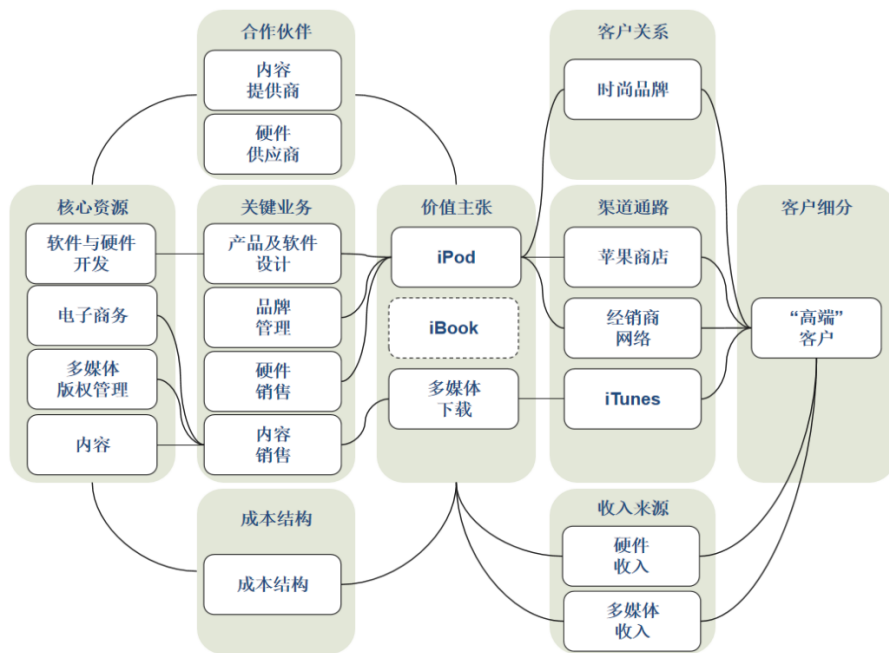 合作伙伴
内容
提供商
硬件
供应商
客户关系
时尚品牌
核心资源
软件与硬件
开发
电子商务
多媒体
版权管理
内容
关键业务
产品及软件
设计
品牌
管理
硬件
销售
内容
销售
价值主张
iPod
iBook
多媒体
下载
渠道通路
苹果商店
经销商
网络
iTunes
客户细分
“高端”
客户
成本结构
成本结构
收入来源
硬件
收入
多媒体
收入